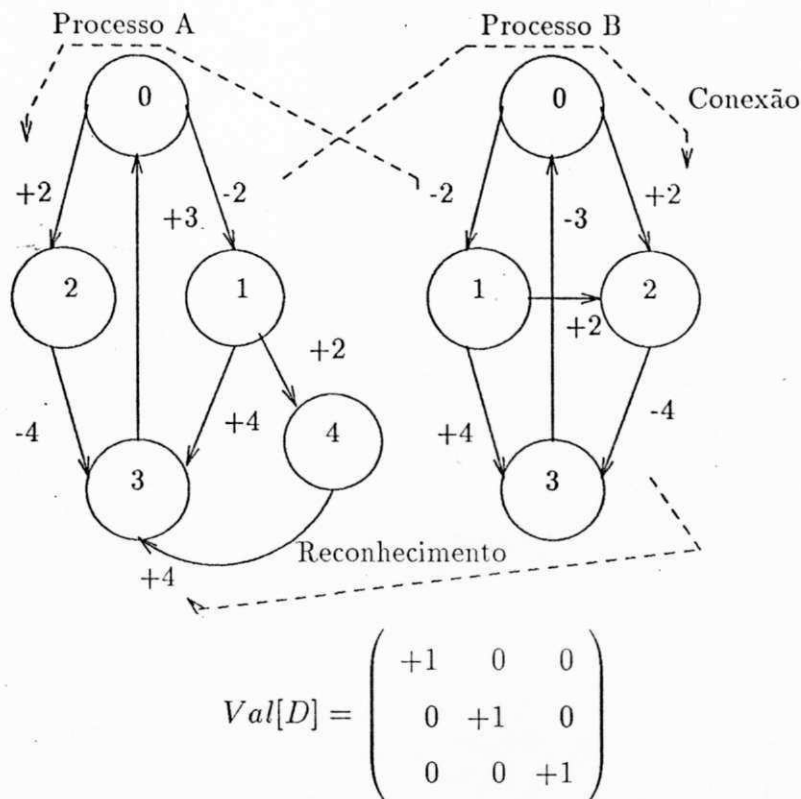 Processo A Processo B
0 0 Conexão
+2 -2 -2 +2
+3 -3
2 1 1 2
+2 +2
-4 +4 4 +4 -4
3 3
Reconhecimento
+4
Val[D] = ( +1 0 0
0 +1 0
0 0 +1 )